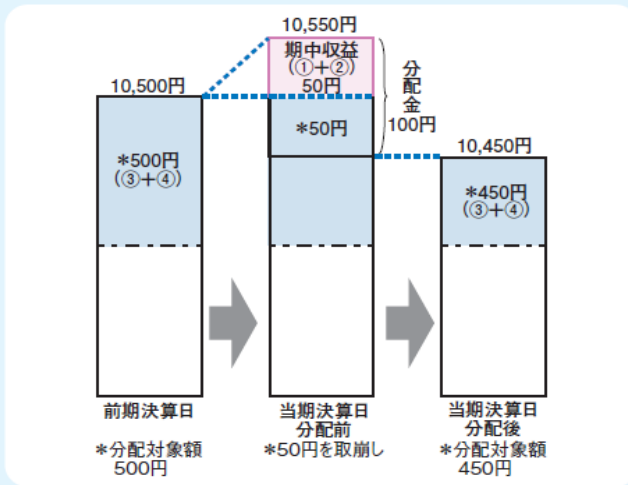 10,550円
期中収益
(①+②)
50円
10,500円
分配金
100円
*50円
10,450円
*500円
(③+④)
*450円
(③+④)
前期決算日
*分配対象額
500円
当期決算日
分配前
*50円を取崩し
当期決算日
分配後
*分配対象額
450円